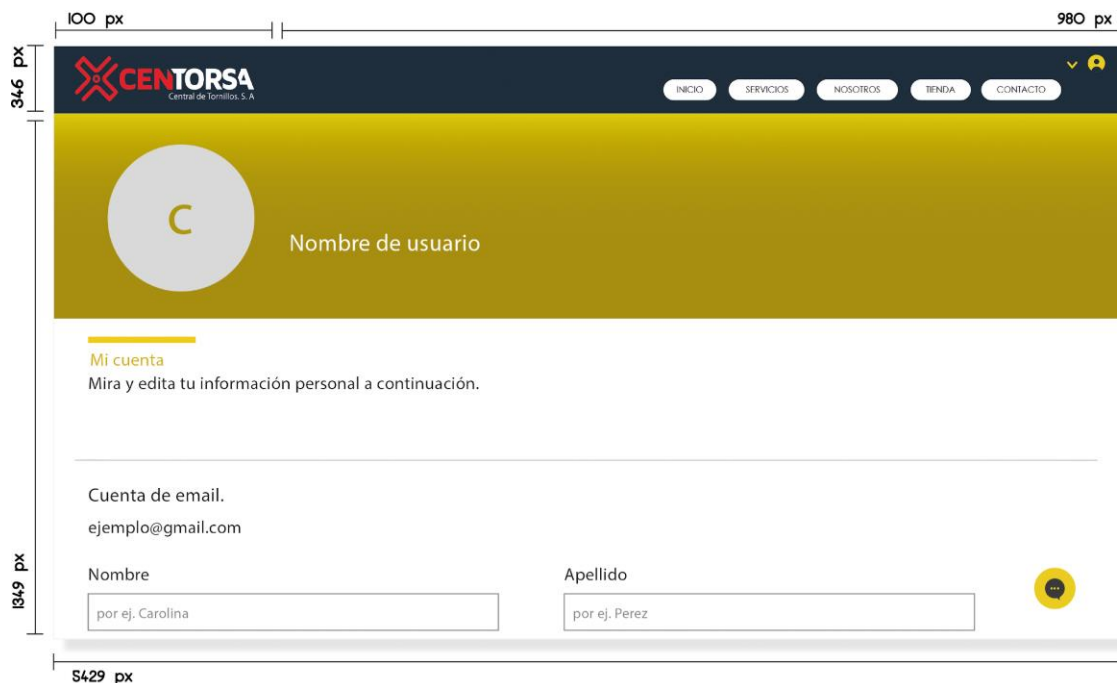 100 px
980 px
346 px
CENTORSA
Central de Tornillos. S. A
INICIO
SERVICIOS
NOSOTROS
TIENDA
CONTACTO
C
Nombre de usuario
Mi cuenta
Mira y edita tu información personal a continuación.
Cuenta de email.
ejemplo@gmail.com
Nombre
Apellido
por ej. Carolina
por ej. Perez
1349 px
5429 px